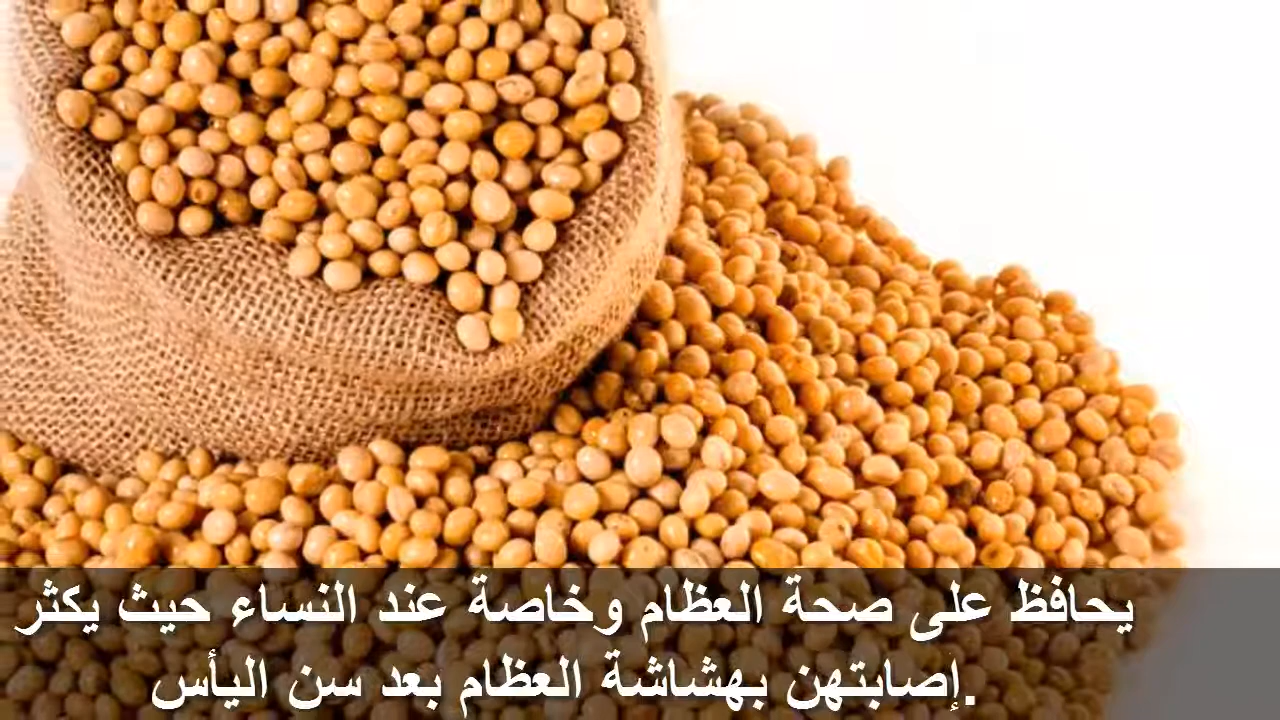 يحافظ على صحة العظام وخاصة عند النساء حيث يكثر
إصابتهن بهشاشة العظام بعد سن اليأس.